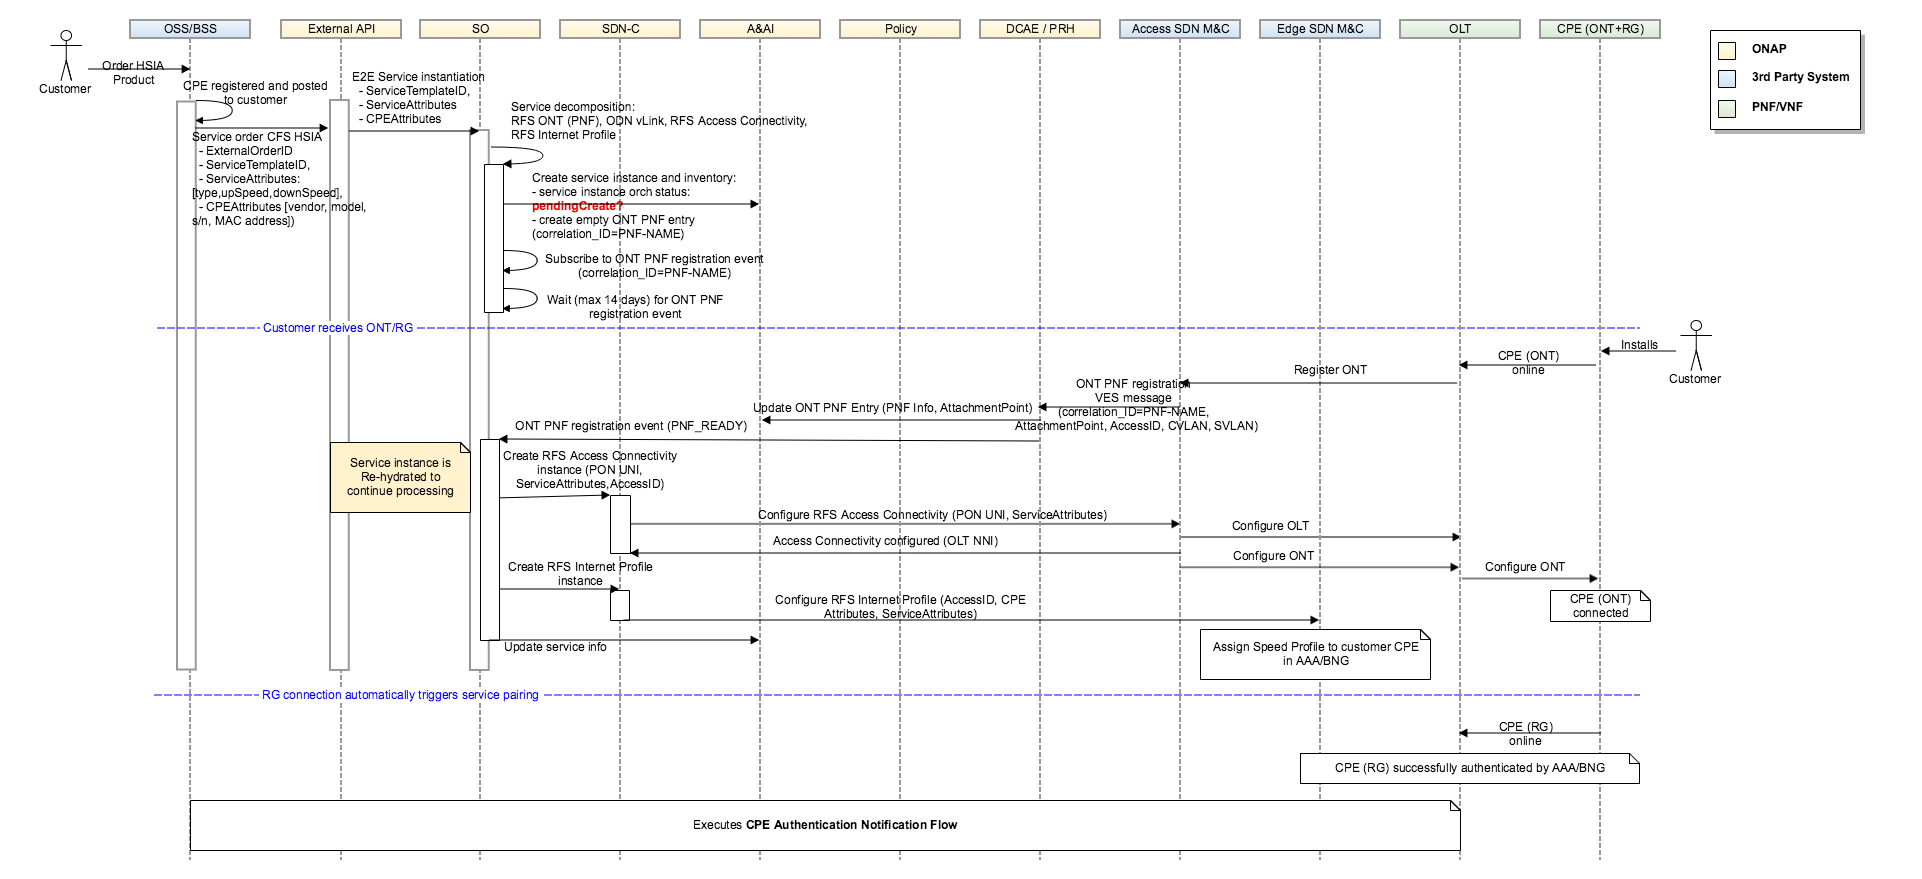 OSS/BSS
External API
SO
SDN-C
A&AI
Policy
DCAE / PRH
Access SDN M&C
Edge SDN M&C
OLT
CPE (ONT+RG)
ONAP
3rd Party System
PNF/VNF
Customer
Order HSIA
Product
CPE registered and posted
to customer
Service order CFS HSIA
- ExternalOrderID
- ServiceTemplateID,
- ServiceAttributes:
[type,upSpeed,downSpeed],
- CPEAttributes [vendor, model,
s/n, MAC address])
E2E Service instantiation
- ServiceTemplateID,
- ServiceAttributes
- CPEAttributes
Service decomposition:
RFS ONT (PNF), ODN vLink, RFS Access Connectivity,
RFS Internet Profile
Create service instance and inventory:
- service instance orch status:
pendingCreate?
- create empty ONT PNF entry
(correlation_ID=PNF-NAME)
Subscribe to ONT PNF registration event
(correlation_ID=PNF-NAME)
Wait (max 14 days) for ONT PNF
registration event
Customer receives ONT/RG
Installs
Customer
CPE (ONT)
online
Register ONT
ONT PNF registration
VES message
(correlation_ID=PNF-NAME,
AttachmentPoint, AccessID, CVLAN, SVLAN)
Update ONT PNF Entry (PNF Info, AttachmentPoint)
ONT PNF registration event (PNF_READY)
Service instance is
Re-hydrated to
continue processing
Create RFS Access Connectivity
instance (PON UNI,
ServiceAttributes,AccessID)
Configure RFS Access Connectivity (PON UNI, ServiceAttributes)
Configure OLT
Access Connectivity configured (OLT NNI)
Configure ONT
Configure ONT
Create RFS Internet Profile
instance
CPE (ONT)
connected
Configure RFS Internet Profile (AccessID, CPE
Attributes, ServiceAttributes)
Update service info
Assign Speed Profile to customer CPE
in AAA/BNG
RG connection automatically triggers service pairing
CPE (RG)
online
CPE (RG) successfully authenticated by AAA/BNG
Executes CPE Authentication Notification Flow